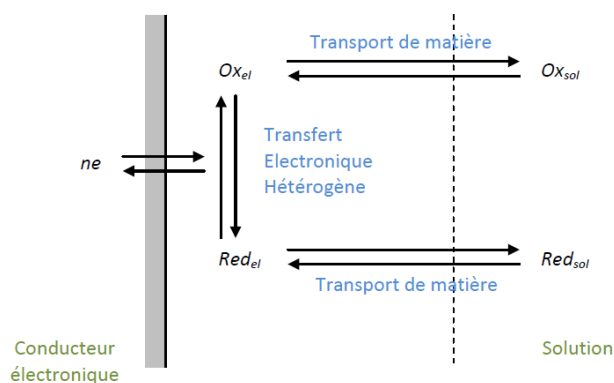 Transport de matière
Ox_el
Ox_sol
Transfert
Electronique
Hétérogène
ne
Red_el
Red_sol
Transport de matière
Conducteur
électronique
Solution